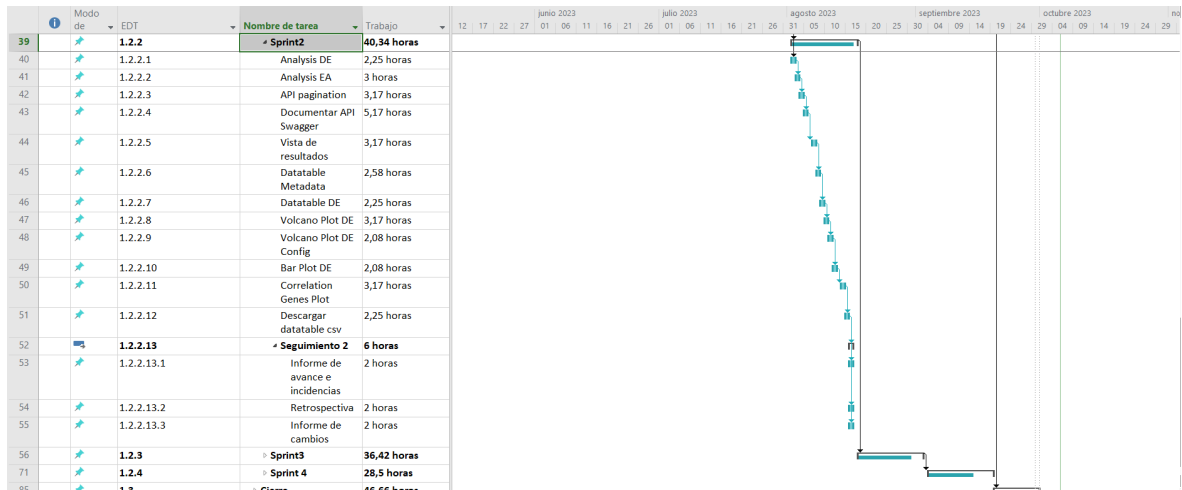 Modo de
EDT
Nombre de tarea
Trabajo
junio 2023
julio 2023
agosto 2023
septiembre 2023
octubre 2023
no
12 17 22 27 01 06 11 16 21 26 01 06 11 16 21 26 31 05 10 15 20 25 30 04 09 14 19 24 29 04 09 14 19 24 29
39 1.2.2 Sprint2 40,34 horas
40 1.2.2.1 Analysis DE 2,25 horas
41 1.2.2.2 Analysis EA 3 horas
42 1.2.2.3 API pagination 3,17 horas
43 1.2.2.4 Documentar API 5,17 horas
Swagger
44 1.2.2.5 Vista de 3,17 horas
resultados
45 1.2.2.6 Datatable 2,58 horas
Metadata
46 1.2.2.7 Datatable DE 2,25 horas
47 1.2.2.8 Volcano Plot DE 3,17 horas
48 1.2.2.9 Volcano Plot DE 2,08 horas
Config
49 1.2.2.10 Bar Plot DE 2,08 horas
50 1.2.2.11 Correlation 3,17 horas
Genes Plot
51 1.2.2.12 Descargar 2,25 horas
datatable csv
52 1.2.2.13 Seguimiento 2 6 horas
53 1.2.2.13.1 Informe de 2 horas
avance e
incidencias
54 1.2.2.13.2 Retrospectiva 2 horas
55 1.2.2.13.3 Informe de 2 horas
cambios
56 1.2.3 Sprint3 36,42 horas
71 1.2.4 Sprint 4 28,5 horas
85 1.3 Cierre 46,66 horas